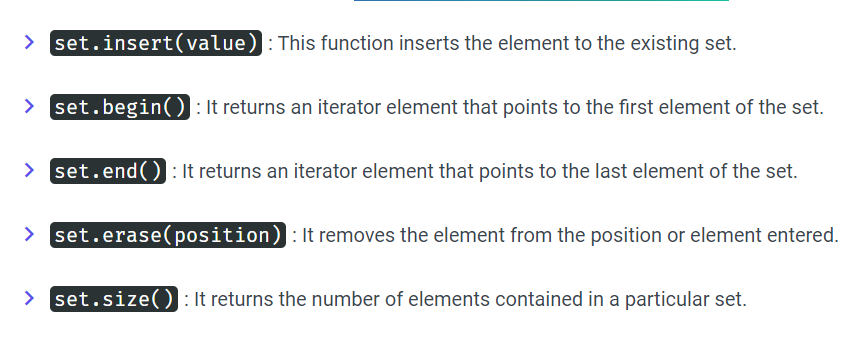 set.insert(value) : This function inserts the element to the existing set.
set.begin() : It returns an iterator element that points to the first element of the set.
set.end() : It returns an iterator element that points to the last element of the set.
set.erase(position) : It removes the element from the position or element entered.
set.size() : It returns the number of elements contained in a particular set.